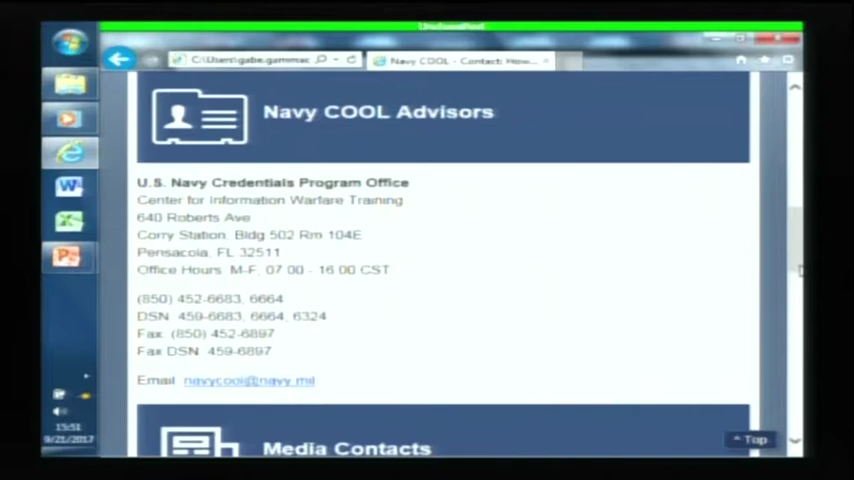 Unclassified
C:\Users\gabe.gammac
Navy COOL - Contact: How...
Navy COOL Advisors
U.S. Navy Credentials Program Office
Center for Information Warfare Training
640 Roberts Ave
Corry Station, Bldg 502 Rm 104E
Pensacola, FL 32511
Office Hours: M-F, 07:00 - 16:00 CST
(850) 452-6683, 6664
DSN: 459-6683, 6664, 6324
Fax: (850) 452-6897
Fax DSN: 459-6897
Email: navycool@navy.mil
Media Contacts
^ Top
15:51
9/21/2017